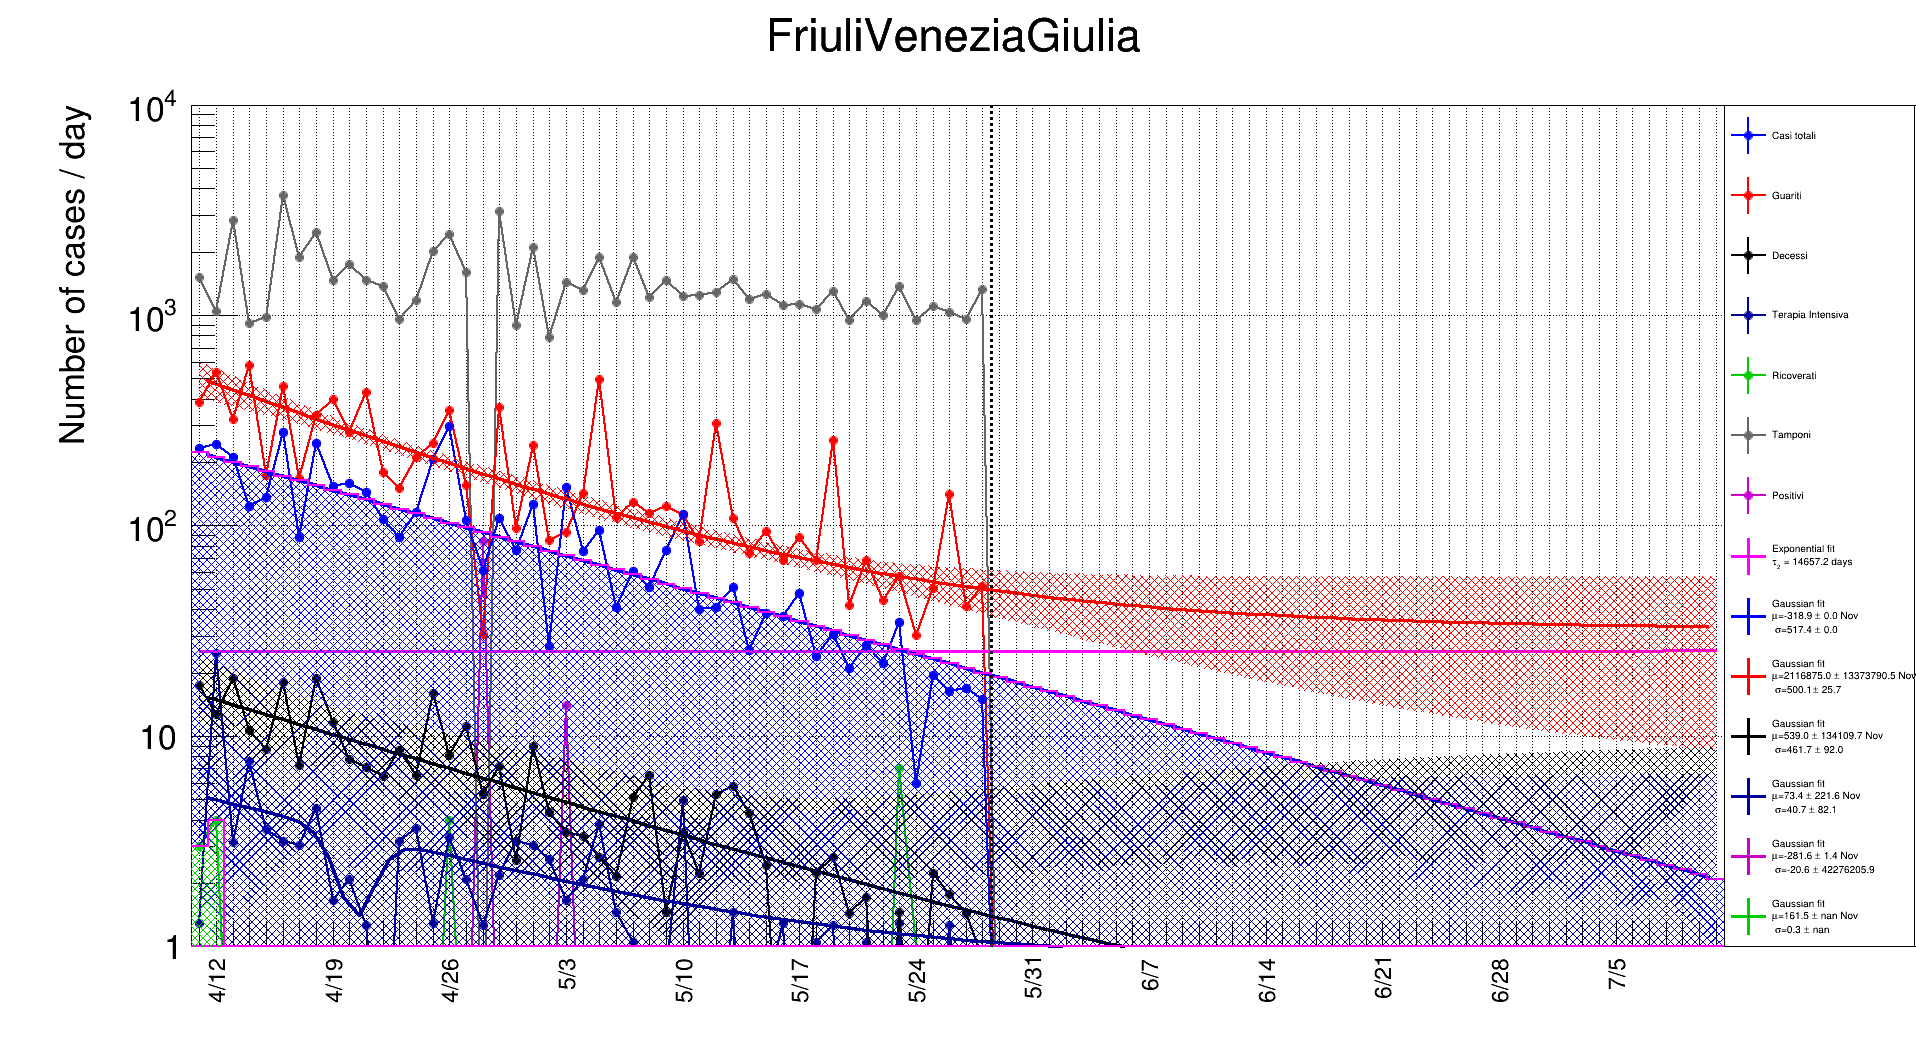 FriuliVeneziaGiulia
Number of cases / day
10^4
10^3
10^2
10
1
4/12
4/19
4/26
5/3
5/10
5/17
5/24
5/31
6/7
6/14
6/21
6/28
7/5
Casi totali
Guariti
Decessi
Terapia Intensiva
Ricoverati
Tamponi
Positivi
Exponential fit
τ₂ = 14657.2 days
Gaussian fit
μ=-318.9 ± 0.0 Nov
σ=517.4 ± 0.0
Gaussian fit
μ=2116875.0 ± 13373790.5 Nov
σ=500.1± 25.7
Gaussian fit
μ=539.0 ± 134109.7 Nov
σ=461.7 ± 92.0
Gaussian fit
μ=73.4 ± 221.6 Nov
σ=40.7 ± 82.1
Gaussian fit
μ=-281.6 ± 1.4 Nov
σ=-20.6 ± 42276205.9
Gaussian fit
μ=161.5 ± nan Nov
σ=0.3 ± nan